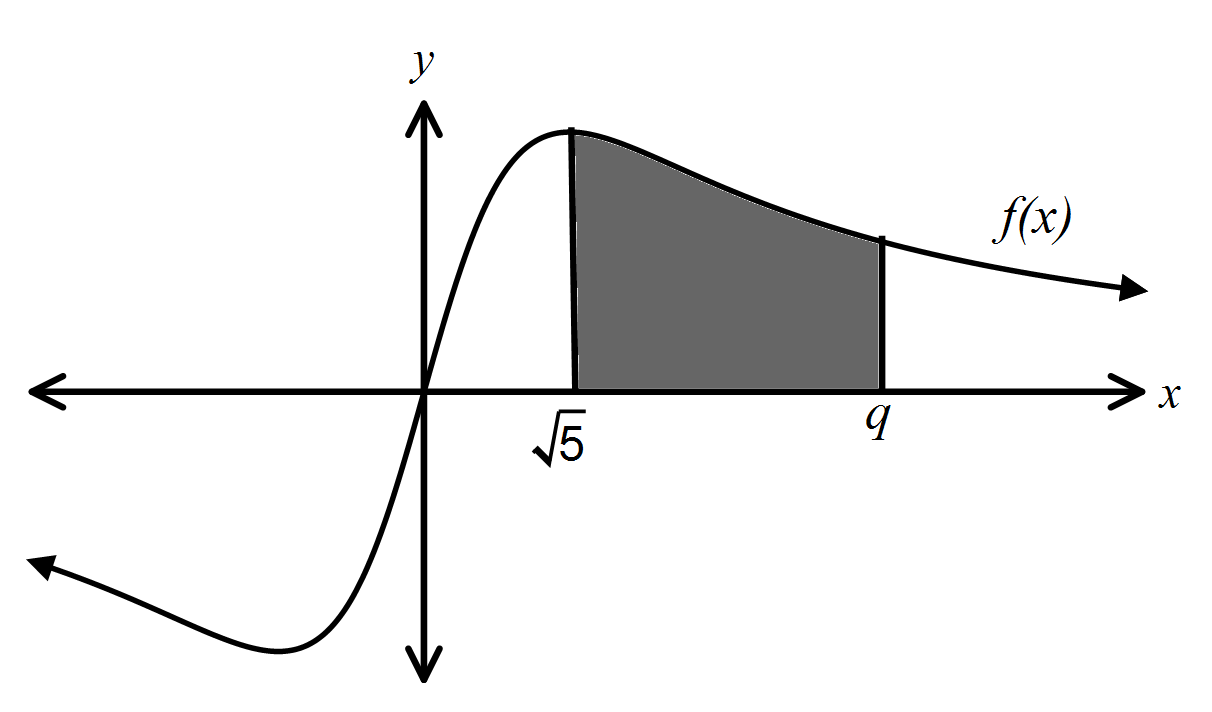 y
f(x)
x
√5
q